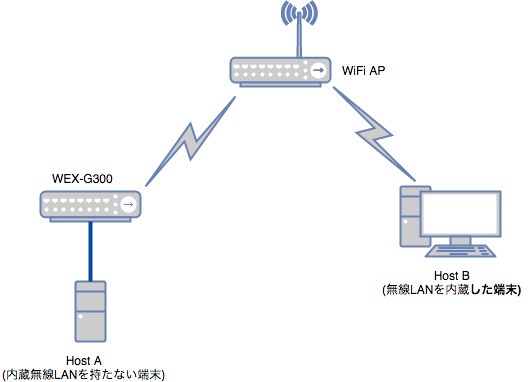 WiFi AP
WEX-G300
Host B
(無線LANを内蔵した端末)
Host A
(内蔵無線LANを持たない端末)